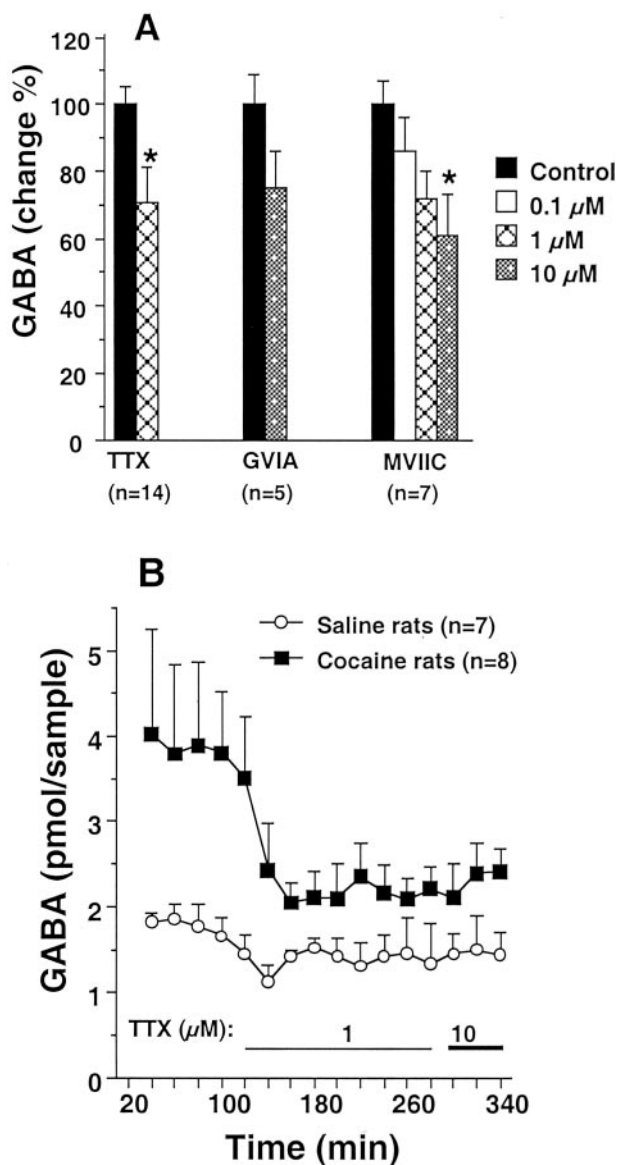 A
GABA (change %)
120
100
80
60
40
20
0
*
*
Control
0.1 µM
1 µM
10 µM
TTX GVIA MVIIC
(n=14) (n=5) (n=7)
B
GABA (pmol/sample)
5
4
3
2
1
0
Saline rats (n=7)
Cocaine rats (n=8)
TTX (µM): 1 10
20 100 180 260 340
Time (min)